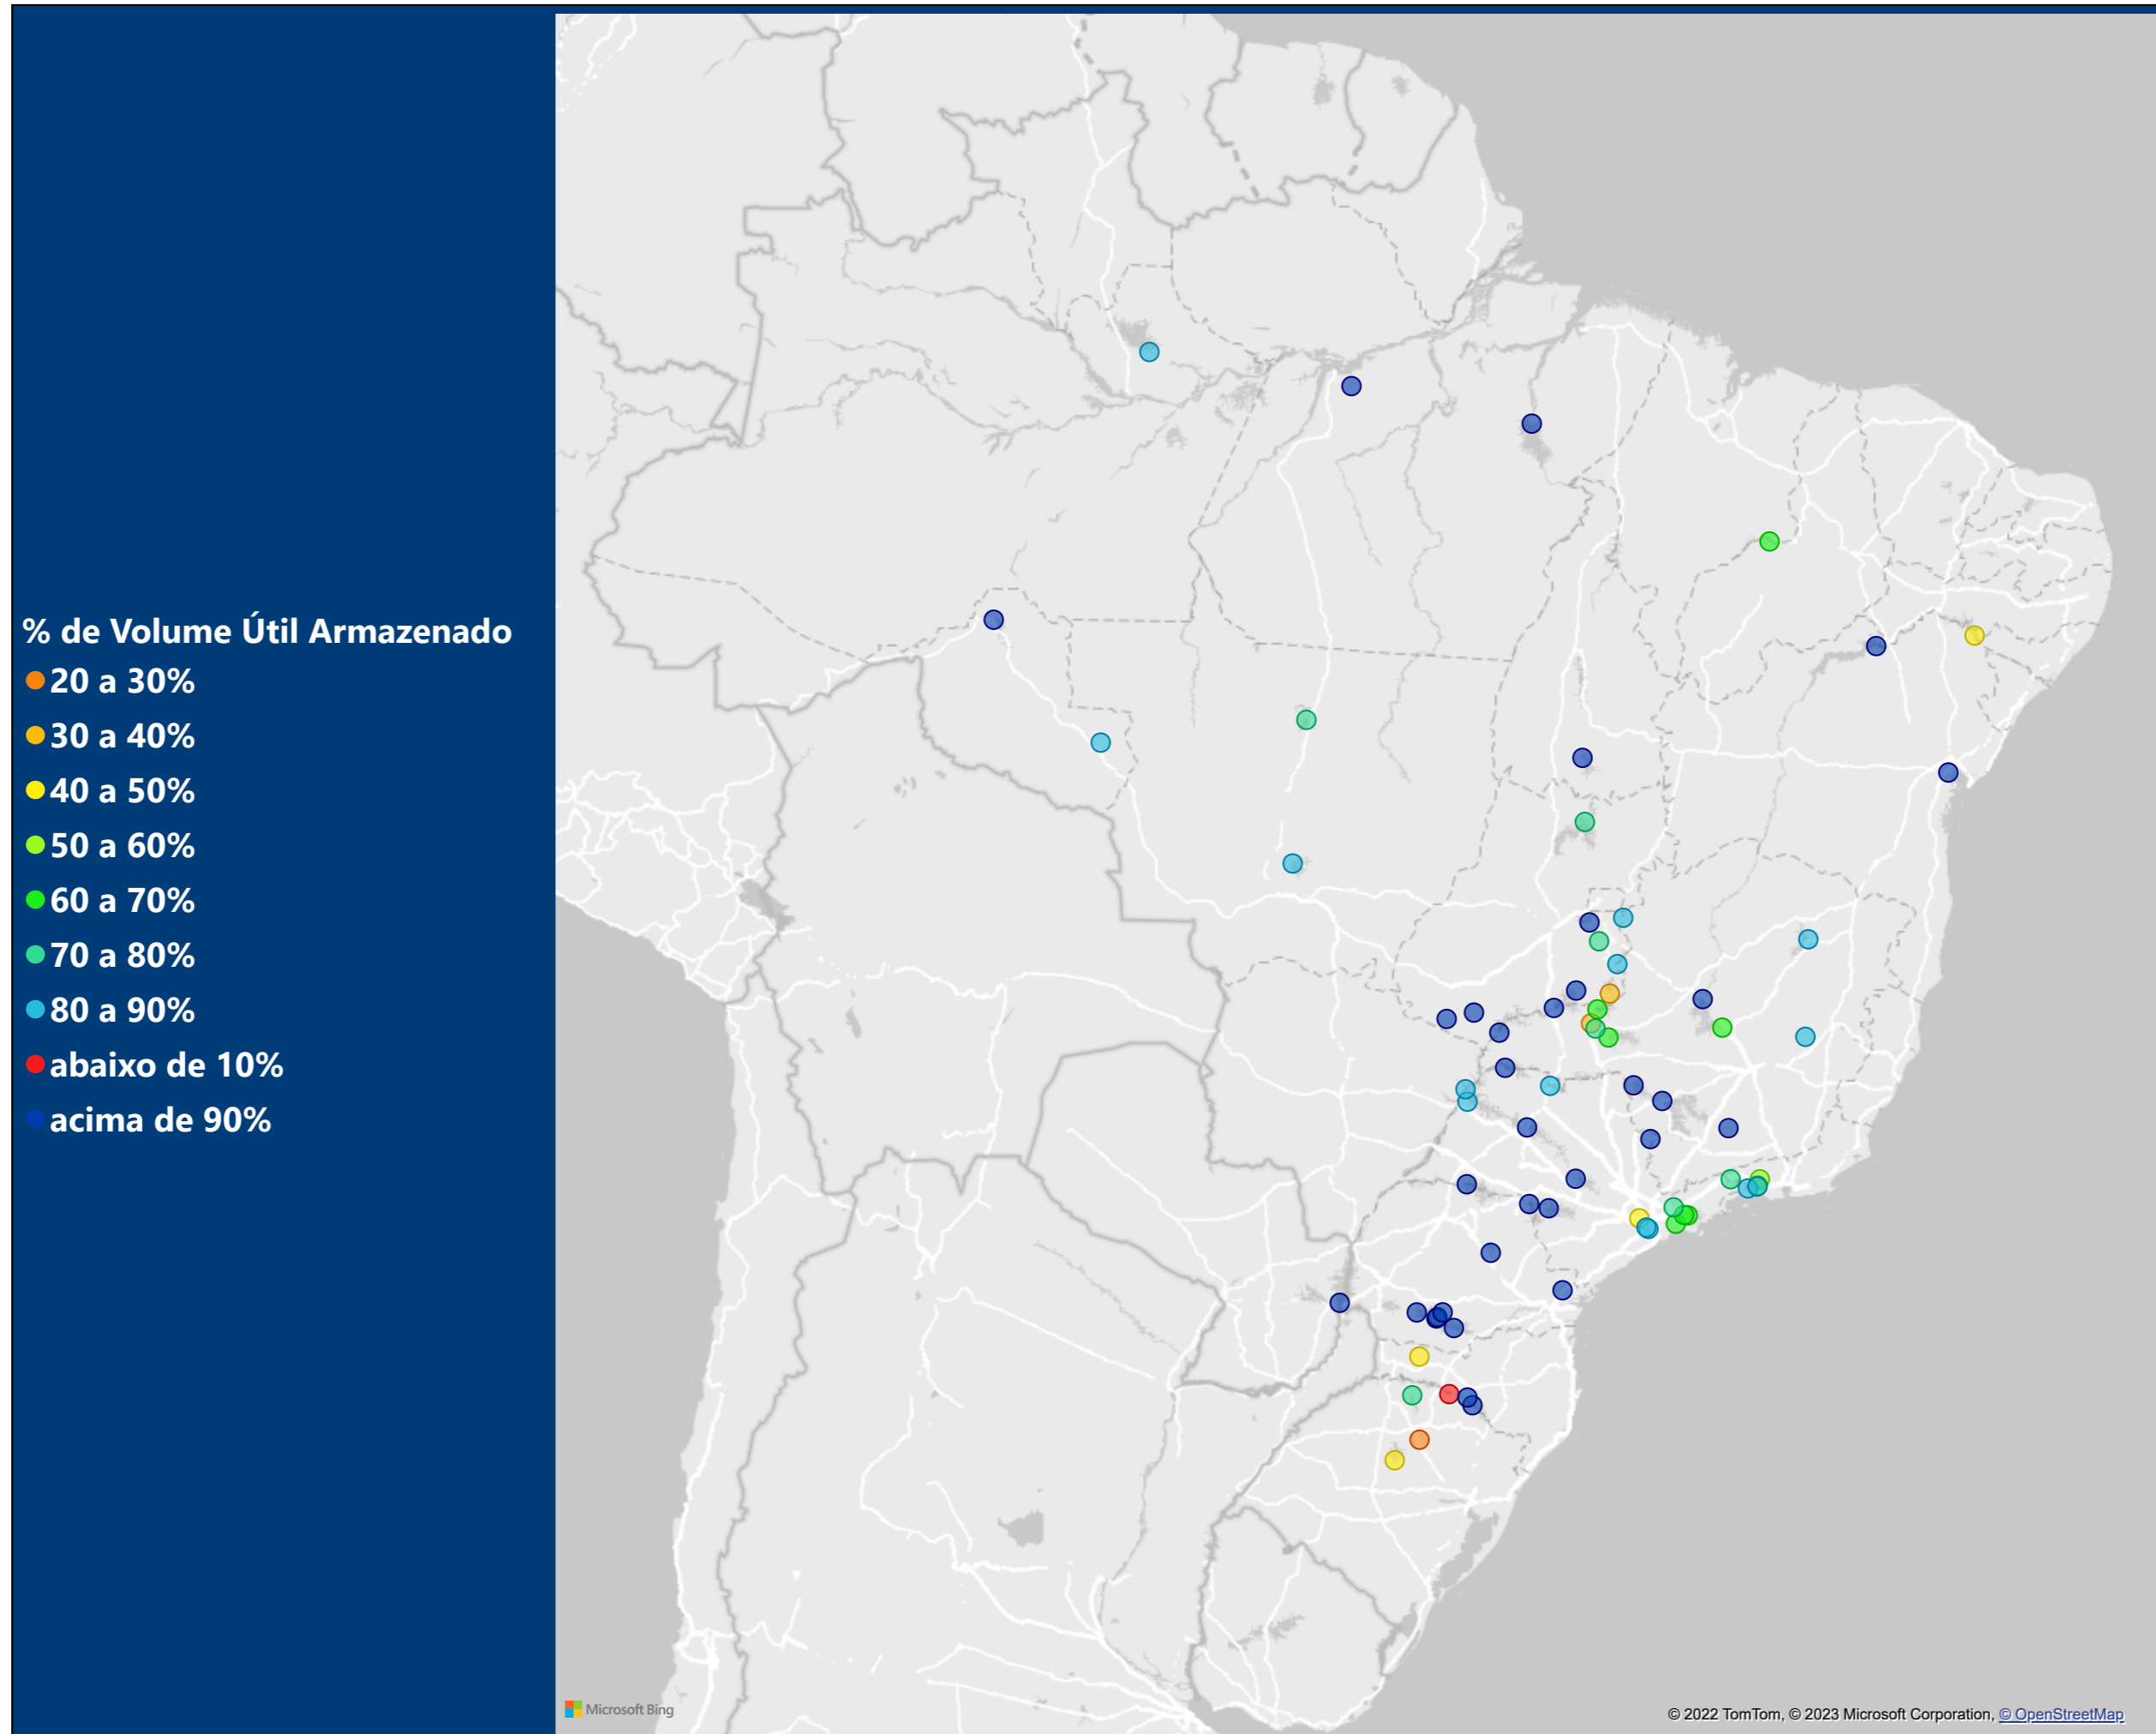 % de Volume Útil Armazenado
20 a 30%
30 a 40%
40 a 50%
50 a 60%
60 a 70%
70 a 80%
80 a 90%
abaixo de 10%
acima de 90%
Microsoft Bing
© 2022 TomTom, © 2023 Microsoft Corporation, © OpenStreetMap